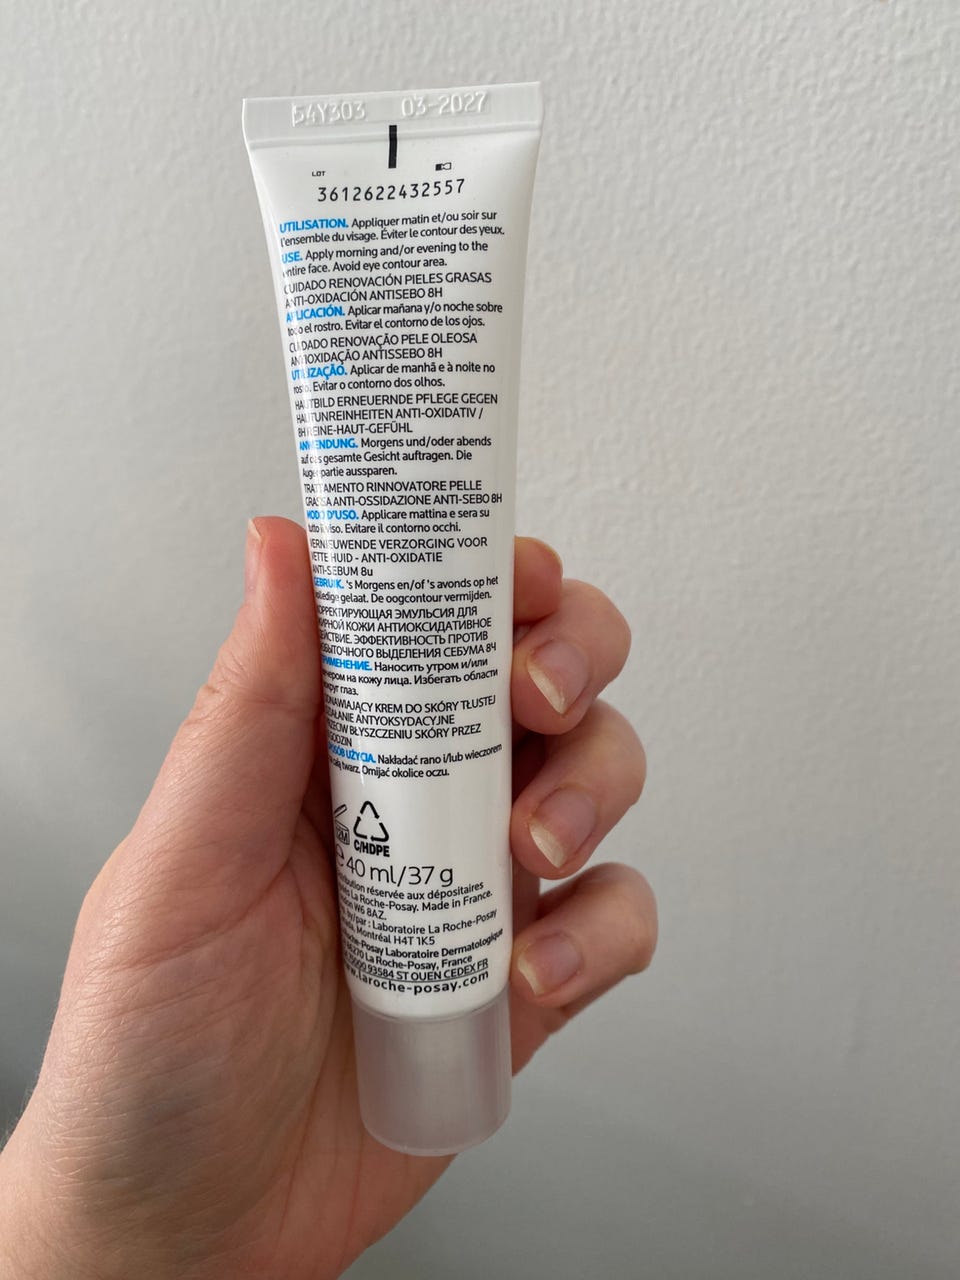 54Y303 03-2027
LOT
3612622432557
UTILISATION. Appliquer matin et/ou soir sur
l'ensemble du visage. Éviter le contour des yeux.
USE. Apply morning and/or evening to the
entire face. Avoid eye contour area.
CUIDADO RENOVACIÓN PIELES GRASAS
ANTI-OXIDACIÓN ANTISEBO 8H
APLICACIÓN. Aplicar mañana y/o noche sobre
todo el rostro. Evitar el contorno de los ojos.
CUIDADO RENOVAÇÃO PELE OLEOSA
ANTIOXIDAÇÃO ANTISSEBO 8H
UTILIZAÇÃO. Aplicar de manhã e à noite no
rosto. Evitar o contorno dos olhos.
HAUTBILD ERNEUERNDE PFLEGE GEGEN
HAUTUNREINHEITEN ANTI-OXIDATIV /
8H REINE-HAUT-GEFÜHL
ANWENDUNG. Morgens und/oder abends
auf das gesamte Gesicht auftragen. Die
Augenpartie aussparen.
TRATTAMENTO RINNOVATORE PELLE
GRASSA ANTI-OSSIDAZIONE ANTI-SEBO 8H
MODO D'USO. Applicare mattina e sera su
tutto il viso. Evitare il contorno occhi.
VERNIEUWENDE VERZORGING VOOR
VETTE HUID - ANTI-OXIDATIE
ANTI-SEBUM 8u
GEBRUIK. 's Morgens en/of 's avonds op het
volledige gelaat. De oogcontour vermijden.
КОРРЕКТИРУЮЩАЯ ЭМУЛЬСИЯ ДЛЯ
ЖИРНОЙ КОЖИ АНТИОКСИДАТИВНОЕ
ДЕЙСТВИЕ. ЭФФЕКТИВНОСТЬ ПРОТИВ
ИЗБЫТОЧНОГО ВЫДЕЛЕНИЯ СЕБУМА 8Ч
ПРИМЕНЕНИЕ. Наносить утром и/или
вечером на кожу лица. Избегать области
вокруг глаз.
KREM DO SKÓRY TŁUSTEJ
DZIAŁANIE ANTYOKSYDACYJNE
PRZECIW BŁYSZCZENIU SKÓRY PRZEZ
GODZIN
SPOSÓB UŻYCIA. Nakładać rano i/lub wieczorem
na całą twarz. Omijać okolice oczu.
12M
C/HDPE
e 40 ml/37 g
réservée aux dépositaires
La Roche-Posay. Made in France.
W6 8AZ.
by/par : Laboratoire La Roche-Posay
Montréal H4T 1K5
La Roche-Posay Laboratoire Dermatologique
86270 La Roche-Posay, France
93584 ST OUEN CEDEX FR
www.laroche-posay.com